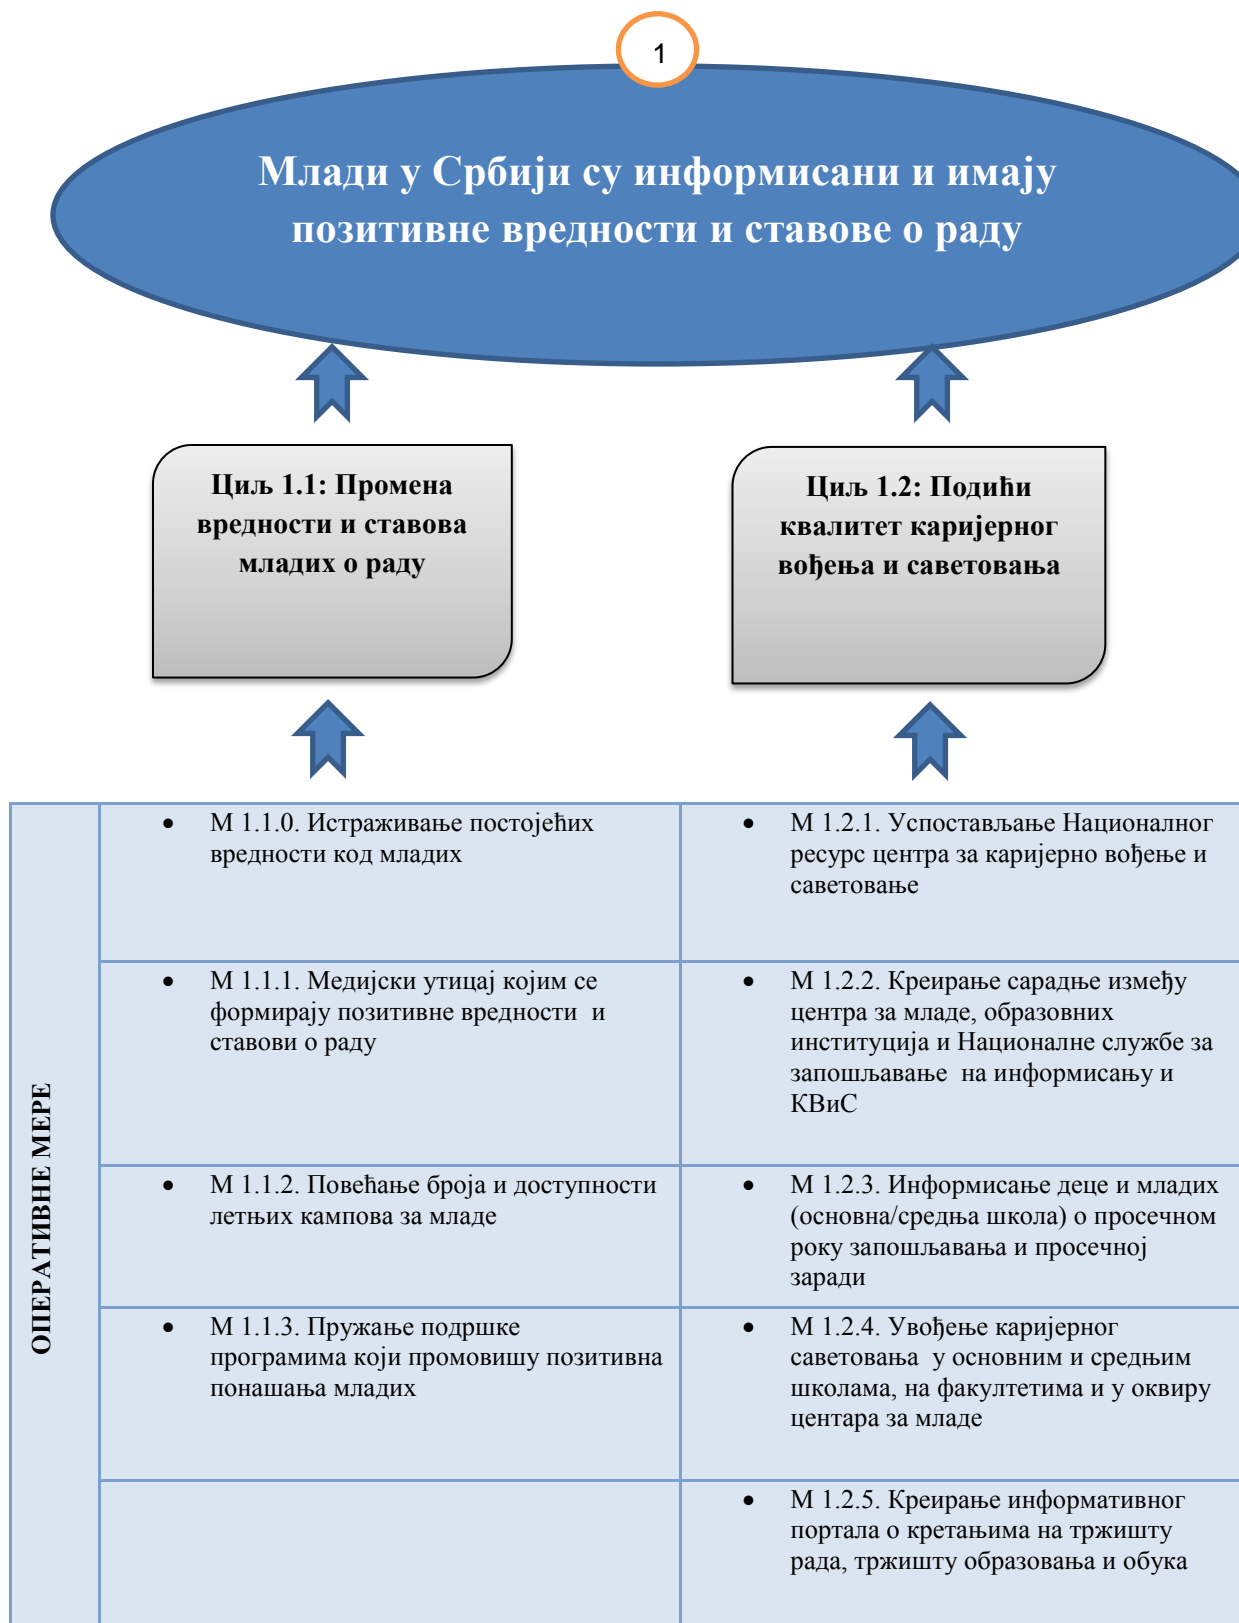 1
Млади у Србији су информисани и имају
позитивне вредности и ставове о раду
Циљ 1.1: Промена
вредности и ставова
младих о раду
Циљ 1.2: Подићи
квалитет каријерног
вођења и саветовања
ОПЕРАТИВНЕ МЕРЕ
• М 1.1.0. Истраживање постојећих
вредности код младих
• М 1.2.1. Успостављање Националног
ресурс центра за каријерно вођење и
саветовање
• М 1.1.1. Медијски утицај којим се
формирају позитивне вредности и
ставови о раду
• М 1.2.2. Креирање сарадње између
центра за младе, образовних
институција и Националне службе за
запошљавање на информисању и
КВиС
• М 1.1.2. Повећање броја и доступности
летњих кампова за младе
• М 1.2.3. Информисање деце и младих
(основна/средња школа) о просечном
року запошљавања и просечној
заради
• М 1.1.3. Пружање подршке
програмима који промовишу позитивна
понашања младих
• М 1.2.4. Увођење каријерног
саветовања у основним и средњим
школама, на факултетима и у оквиру
центара за младе
• М 1.2.5. Креирање информативног
портала о кретањима на тржишту
рада, тржишту образовања и обука